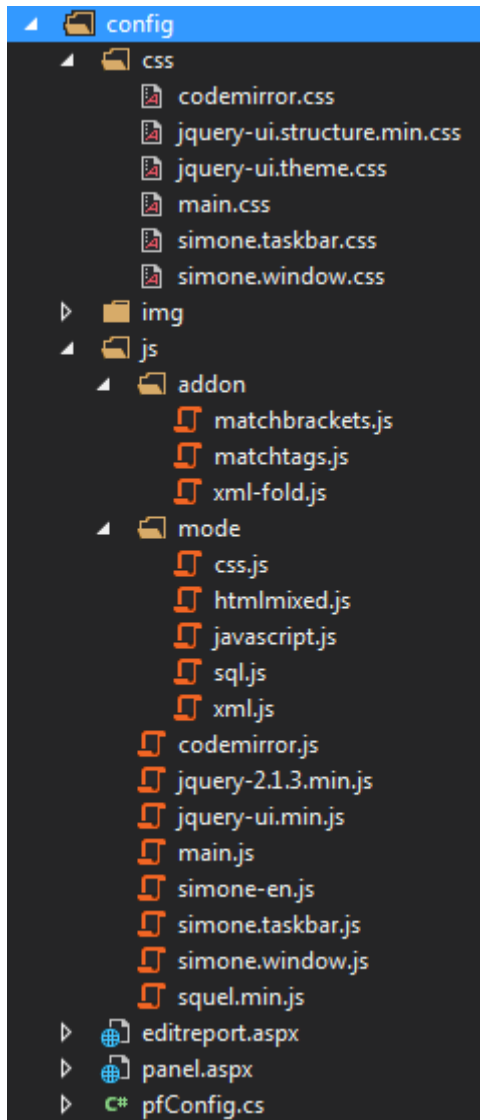 config
css
codemirror.css
jquery-ui.structure.min.css
jquery-ui.theme.css
main.css
simone.taskbar.css
simone.window.css
img
js
addon
matchbrackets.js
matchtags.js
xml-fold.js
mode
css.js
htmlmixed.js
javascript.js
sql.js
xml.js
codemirror.js
jquery-2.1.3.min.js
jquery-ui.min.js
main.js
simone-en.js
simone.taskbar.js
simone.window.js
squel.min.js
editreport.aspx
panel.aspx
C# pfConfig.cs